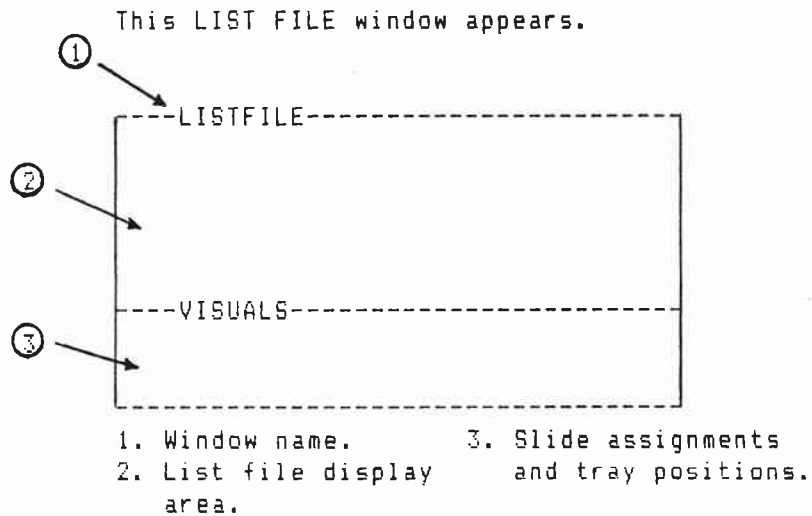 This LIST FILE window appears.
1
----LISTFILE---------------------------
2
----VISUALS----------------------------
3
1. Window name.
2. List file display
area.
3. Slide assignments
and tray positions.